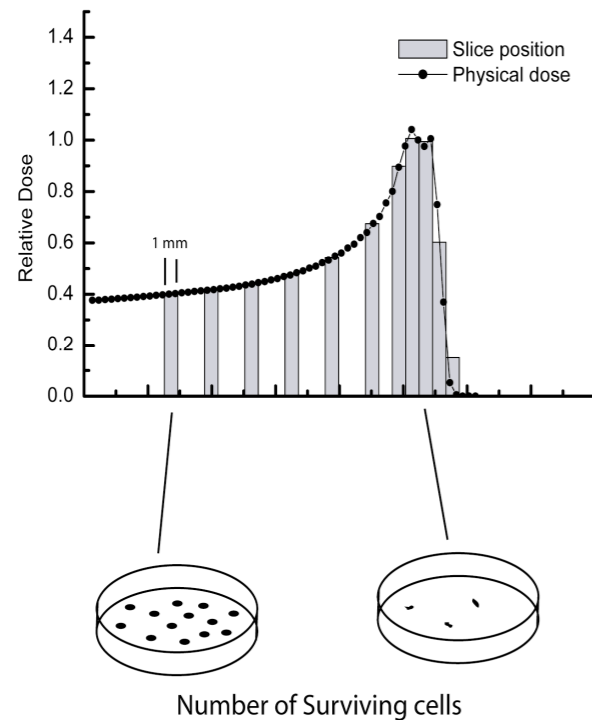 1.4
1.2
1.0
0.8
0.6
0.4
0.2
0.0
Relative Dose
Slice position
Physical dose
1 mm
Number of Surviving cells